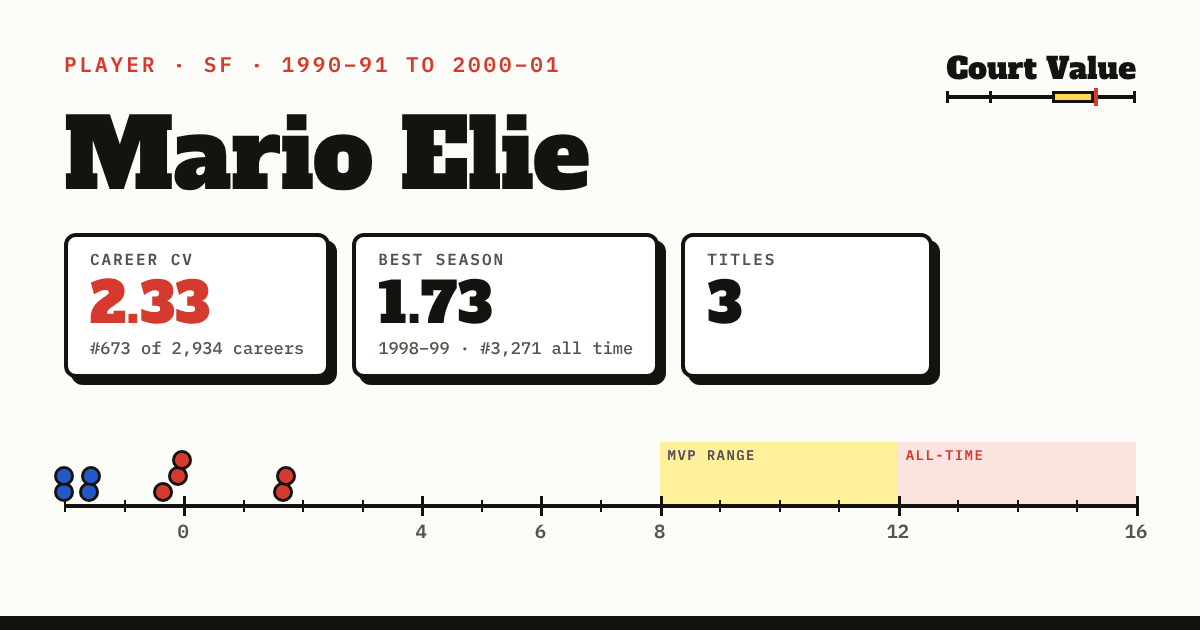 PLAYER · SF · 1990–91 TO 2000–01
Court Value
Mario Elie
CAREER CV
2.33
#673 of 2,934 careers
BEST SEASON
1.73
1998–99 · #3,271 all time
TITLES
3
MVP RANGE
ALL-TIME
0 4 6 8 12 16